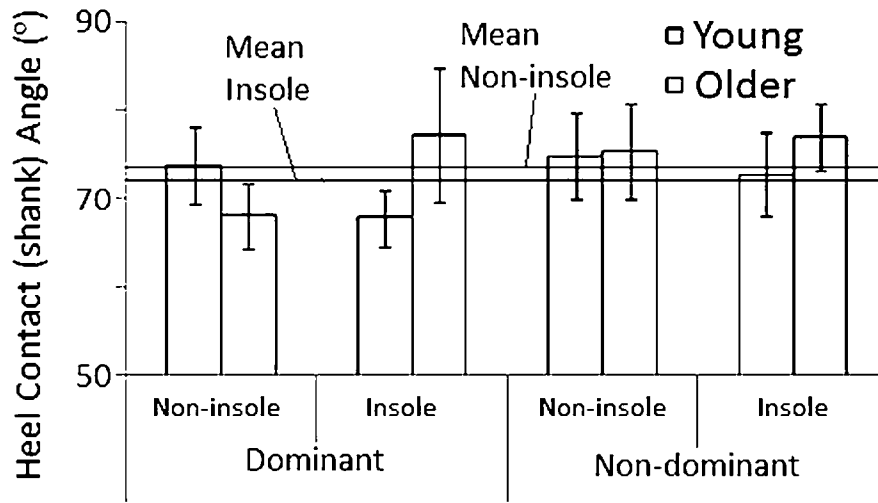 Heel Contact (shank) Angle (°)
90
70
50
Mean
Insole
Mean
Non-insole
Young
Older
Non-insole
Insole
Non-insole
Insole
Dominant
Non-dominant